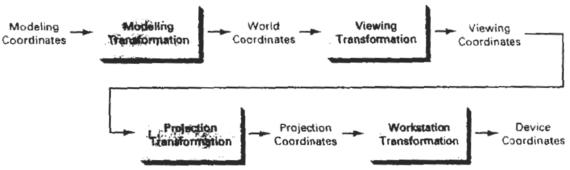 Modeling
Coordinates
Modeling
Transformation
World
Coordinates
Viewing
Transformation
Viewing
Coordinates
Projection
Transformation
Projection
Coordinates
Workstation
Transformation
Device
Coordinates